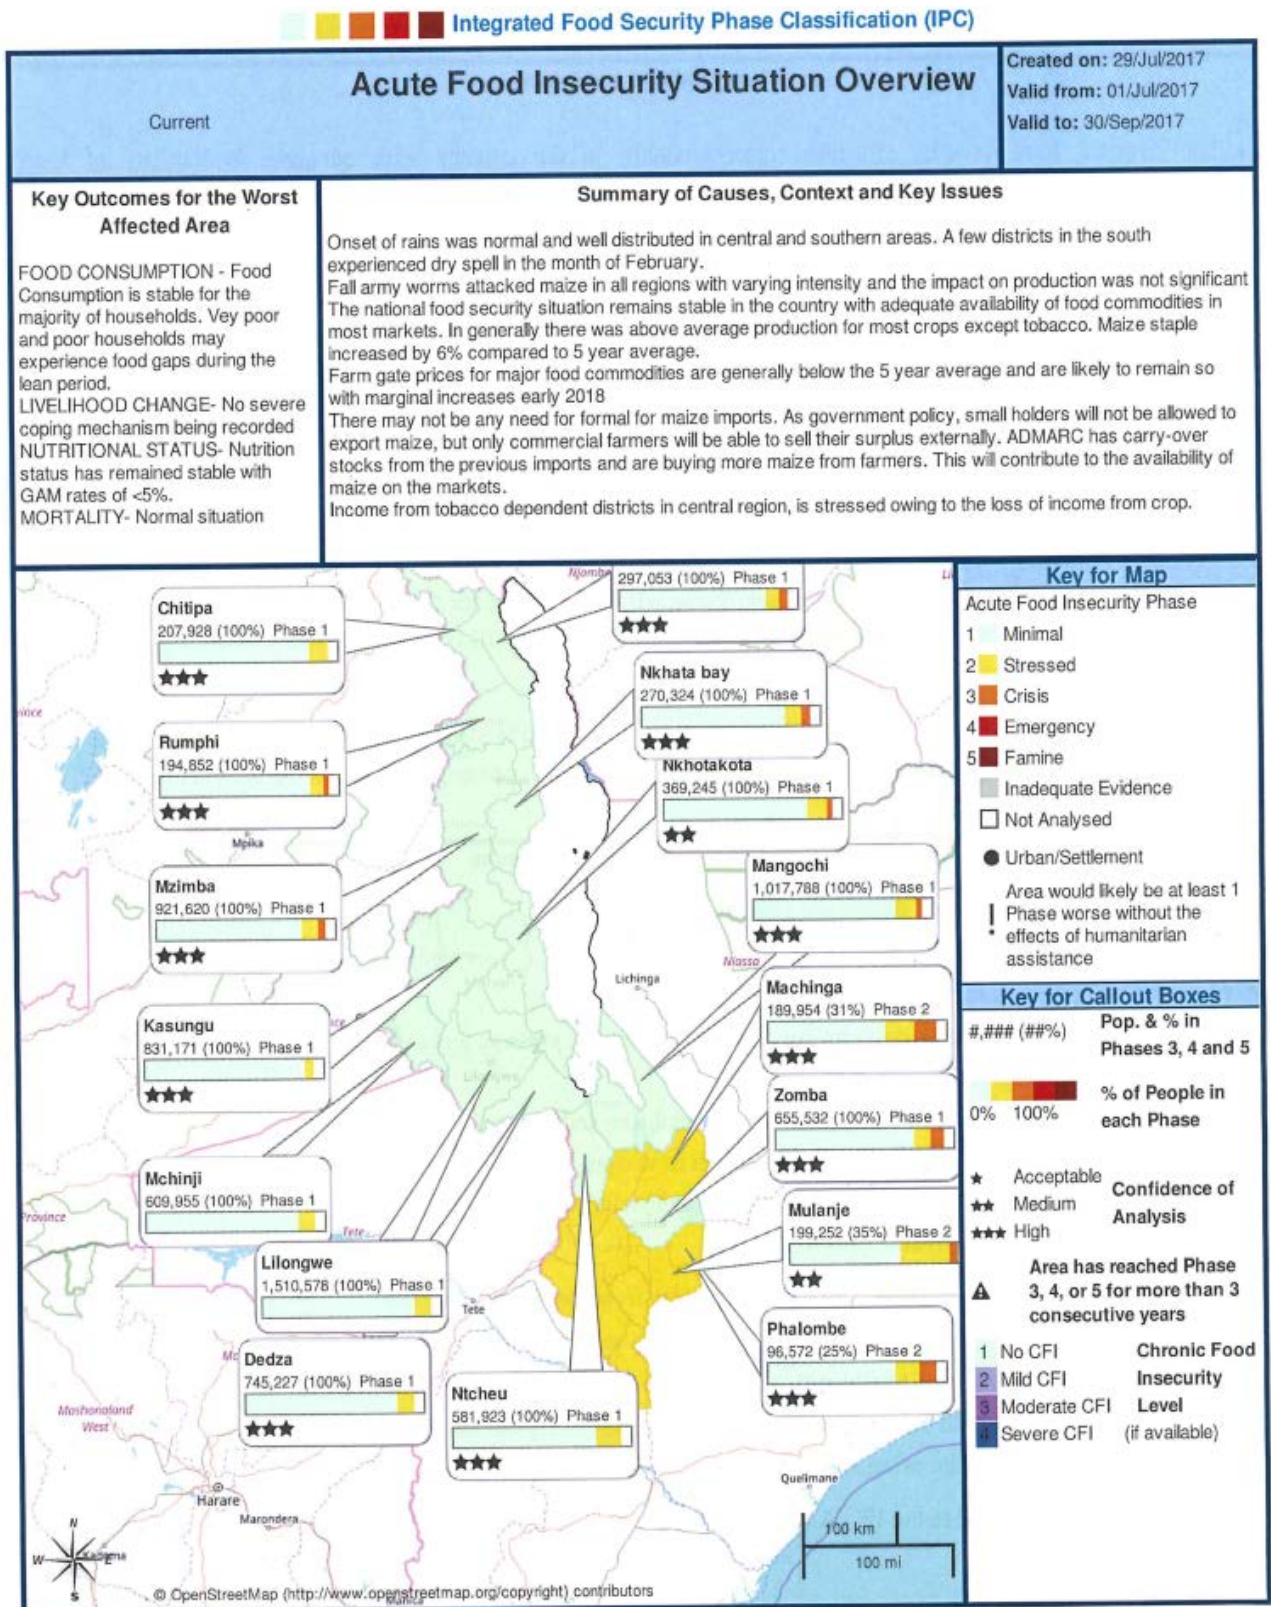 Integrated Food Security Phase Classification (IPC)
Current
Acute Food Insecurity Situation Overview
Created on: 29/Jul/2017
Valid from: 01/Jul/2017
Valid to: 30/Sep/2017
Key Outcomes for the Worst
Affected Area
FOOD CONSUMPTION - Food
Consumption is stable for the
majority of households. Vey poor
and poor households may
experience food gaps during the
lean period.
LIVELIHOOD CHANGE- No severe
coping mechanism being recorded
NUTRITIONAL STATUS- Nutrition
status has remained stable with
GAM rates of <5%.
MORTALITY- Normal situation
Summary of Causes, Context and Key Issues
Onset of rains was normal and well distributed in central and southern areas. A few districts in the south
experienced dry spell in the month of February.
Fall army worms attacked maize in all regions with varying intensity and the impact on production was not significant
The national food security situation remains stable in the country with adequate availability of food commodities in
most markets. In generally there was above average production for most crops except tobacco. Maize staple
increased by 6% compared to 5 year average.
Farm gate prices for major food commodities are generally below the 5 year average and are likely to remain so
with marginal increases early 2018
There may not be any need for formal for maize imports. As government policy, small holders will not be allowed to
export maize, but only commercial farmers will be able to sell their surplus externally. ADMARC has carry-over
stocks from the previous imports and are buying more maize from farmers. This will contribute to the availability of
maize on the markets.
Income from tobacco dependent districts in central region, is stressed owing to the loss of income from crop.
Njombe
297,053 (100%) Phase 1
Chitipa
207,928 (100%) Phase 1
Nkhata bay
270,324 (100%) Phase 1
Rumphi
194,852 (100%) Phase 1
Nkhotakota
369,245 (100%) Phase 1
Mpika
Mzimba
921,620 (100%) Phase 1
Mangochi
1,017,788 (100%) Phase 1
Niassa
Lichinga
Machinga
189,954 (31%) Phase 2
Kasungu
831,171 (100%) Phase 1
Lilongwe
Zomba
655,532 (100%) Phase 1
Mchinji
609,955 (100%) Phase 1
Province
Tete
Mulanje
199,252 (35%) Phase 2
Lilongwe
1,510,578 (100%) Phase 1
Tete
Phalombe
96,572 (25%) Phase 2
Dedza
745,227 (100%) Phase 1
Ntcheu
581,923 (100%) Phase 1
Mashonaland
West
Harare
Marondera
Quelimane
N
W
E
S
Kadoma
100 km
100 mi
© OpenStreetMap (http://www.openstreetmap.org/copyright) contributors
Manica
Key for Map
Acute Food Insecurity Phase
1 Minimal
2 Stressed
3 Crisis
4 Emergency
5 Famine
Inadequate Evidence
Not Analysed
Urban/Settlement
Area would likely be at least 1
! Phase worse without the
effects of humanitarian
assistance
Key for Callout Boxes
#,### (##%) Pop. & % in
Phases 3, 4 and 5
0% 100% % of People in
each Phase
★ Acceptable
★★ Medium
★★★ High
Confidence of
Analysis
Area has reached Phase
3, 4, or 5 for more than 3
consecutive years
1 No CFI
2 Mild CFI
3 Moderate CFI
4 Severe CFI
Chronic Food
Insecurity
Level
(if available)